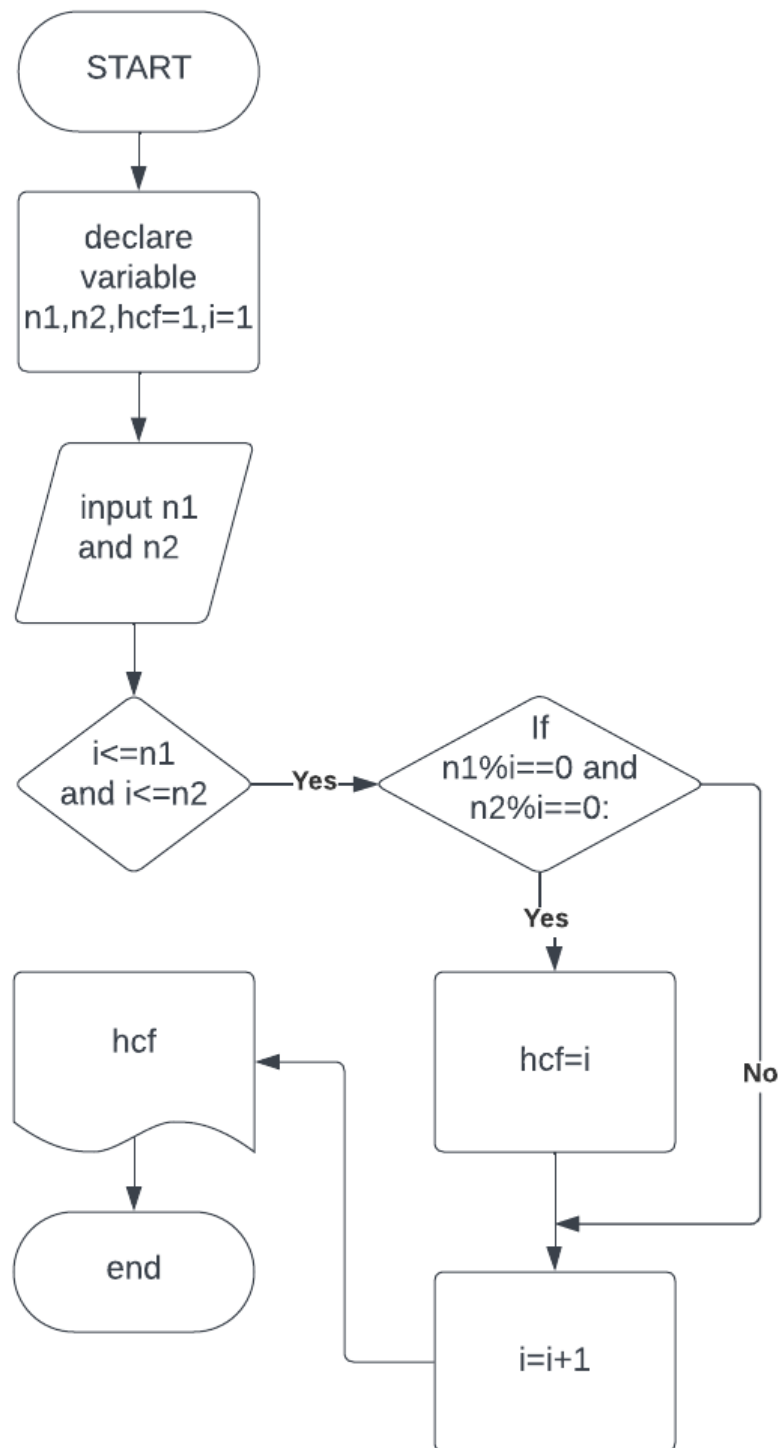 START
declare
variable
n1,n2,hcf=1,i=1
input n1
and n2
i<=n1
and i<=n2
Yes
If
n1%i==0 and
n2%i==0:
Yes
hcf
hcf=i
No
end
i=i+1